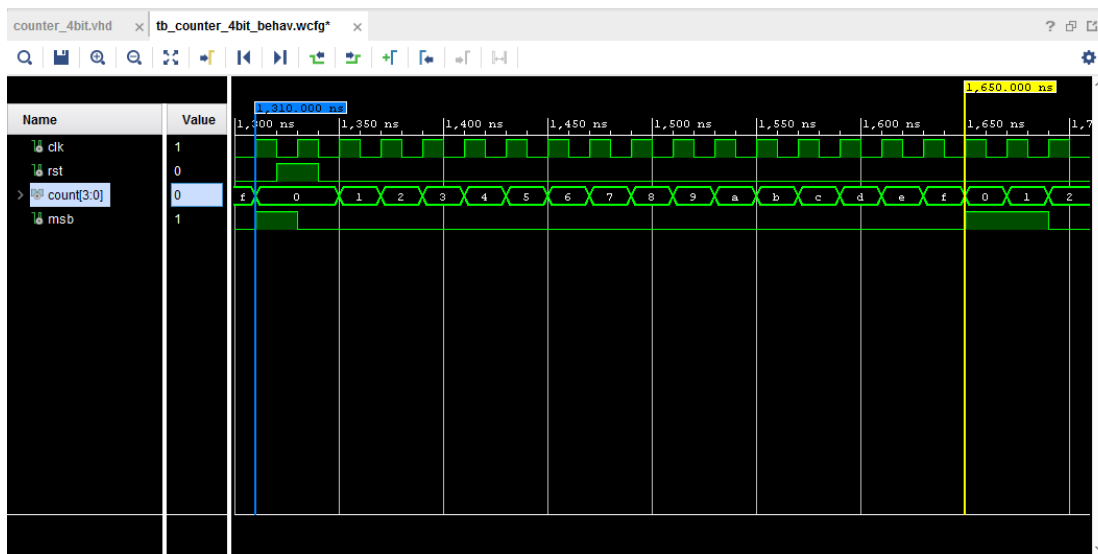 counter_4bit.vhd × tb_counter_4bit_behav.wcfg* ×
?
1,650.000 ns
1,310.000 ns
Name Value
1,300 ns 1,350 ns 1,400 ns 1,450 ns 1,500 ns 1,550 ns 1,600 ns 1,650 ns 1,7
clk 1
rst 0
count[3:0] 0 f 0 1 2 3 4 5 6 7 8 9 a b c d e f 0 1 2
msb 1